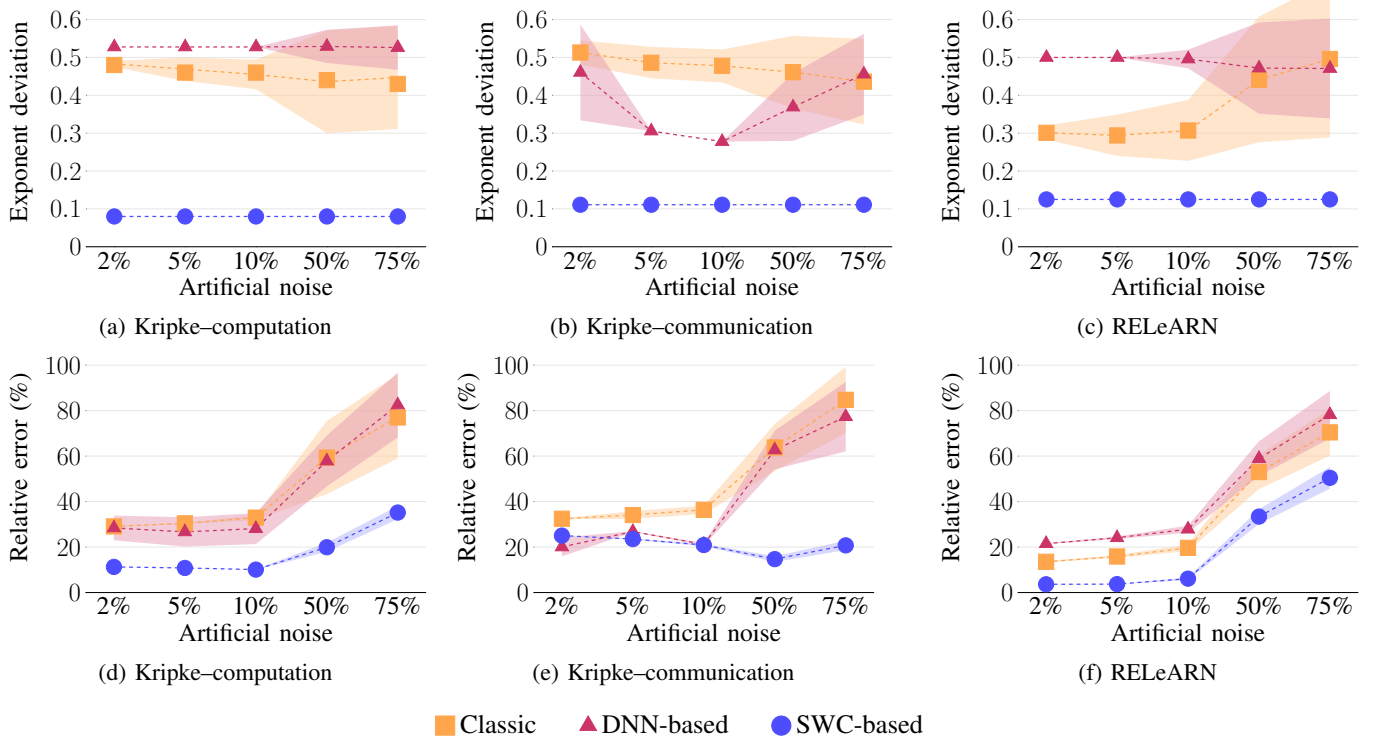 Exponent deviation
0.6
0.5
0.4
0.3
0.2
0.1
0
2% 5% 10% 50% 75%
Artificial noise
(a) Kripke–computation
Exponent deviation
0.6
0.5
0.4
0.3
0.2
0.1
0
2% 5% 10% 50% 75%
Artificial noise
(b) Kripke–communication
Exponent deviation
0.6
0.5
0.4
0.3
0.2
0.1
0
2% 5% 10% 50% 75%
Artificial noise
(c) RELeARN
Relative error (%)
100
80
60
40
20
0
2% 5% 10% 50% 75%
Artificial noise
(d) Kripke–computation
Relative error (%)
100
80
60
40
20
0
2% 5% 10% 50% 75%
Artificial noise
(e) Kripke–communication
Relative error (%)
100
80
60
40
20
0
2% 5% 10% 50% 75%
Artificial noise
(f) RELeARN
Classic DNN-based SWC-based